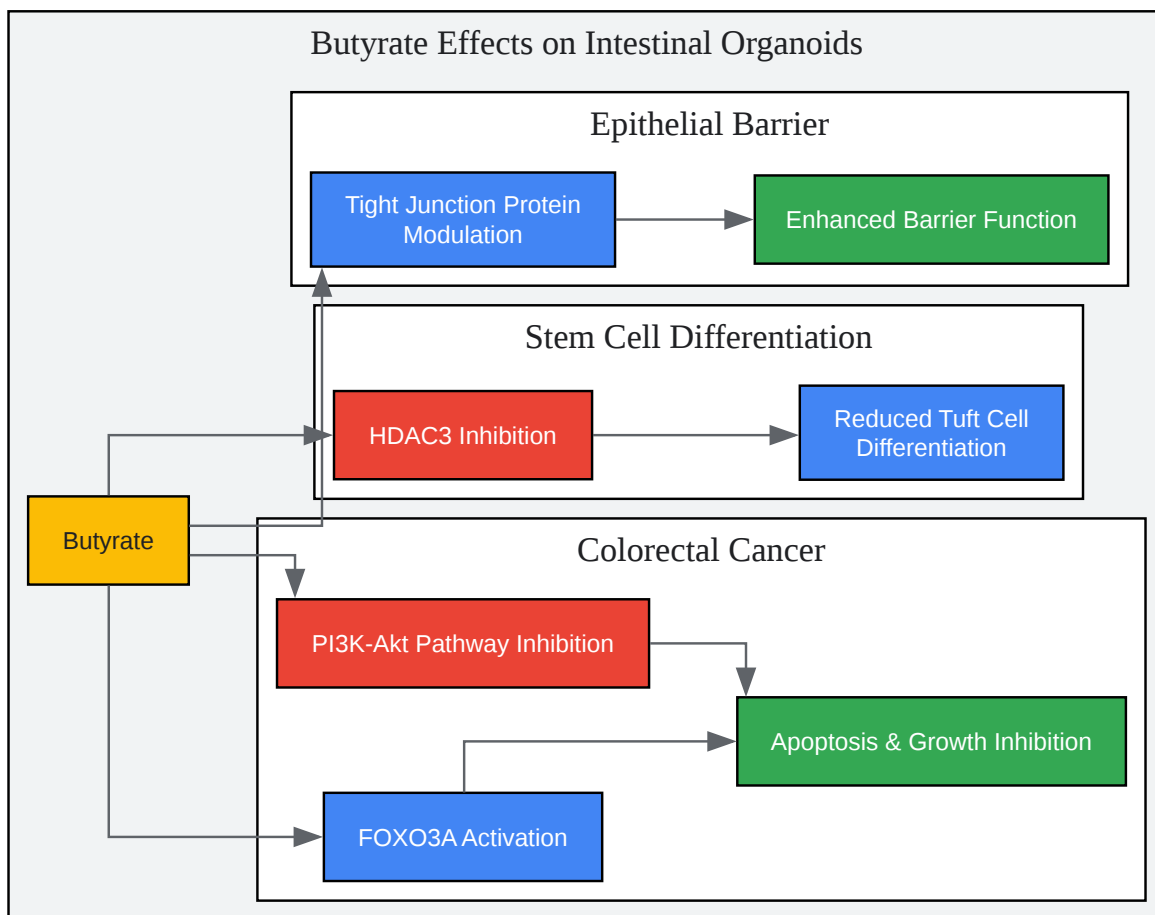 Butyrate Effects on Intestinal Organoids
Epithelial Barrier
Tight Junction Protein
Modulation
Enhanced Barrier Function
Stem Cell Differentiation
HDAC3 Inhibition
Reduced Tuft Cell
Differentiation
Butyrate
Colorectal Cancer
PI3K-Akt Pathway Inhibition
Apoptosis & Growth Inhibition
FOXO3A Activation